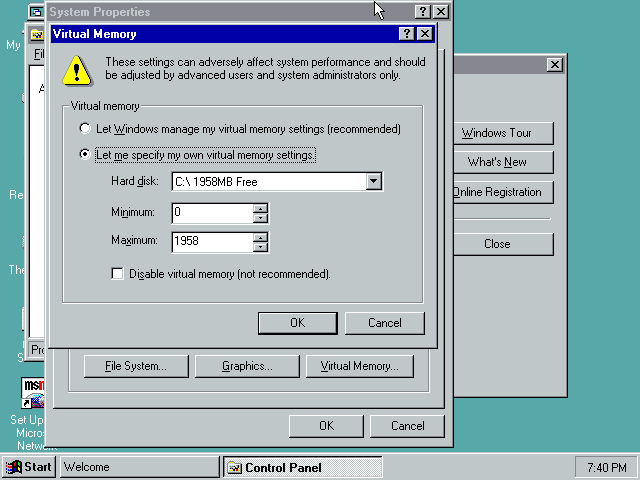 System Properties
Virtual Memory
These settings can adversely affect system performance and should
be adjusted by advanced users and system administrators only.
Virtual memory
Let Windows manage my virtual memory settings (recommended)
Let me specify my own virtual memory settings.
Hard disk:
C:\ 1958MB Free
Minimum:
0
Maximum:
1958
Disable virtual memory (not recommended).
OK
Cancel
File System...
Graphics...
Virtual Memory...
OK
Cancel
Windows Tour
What's New
Online Registration
Close
My
Re
The
S
msn
Set Up
Micros
Network
Start
Welcome
Control Panel
7:40 PM